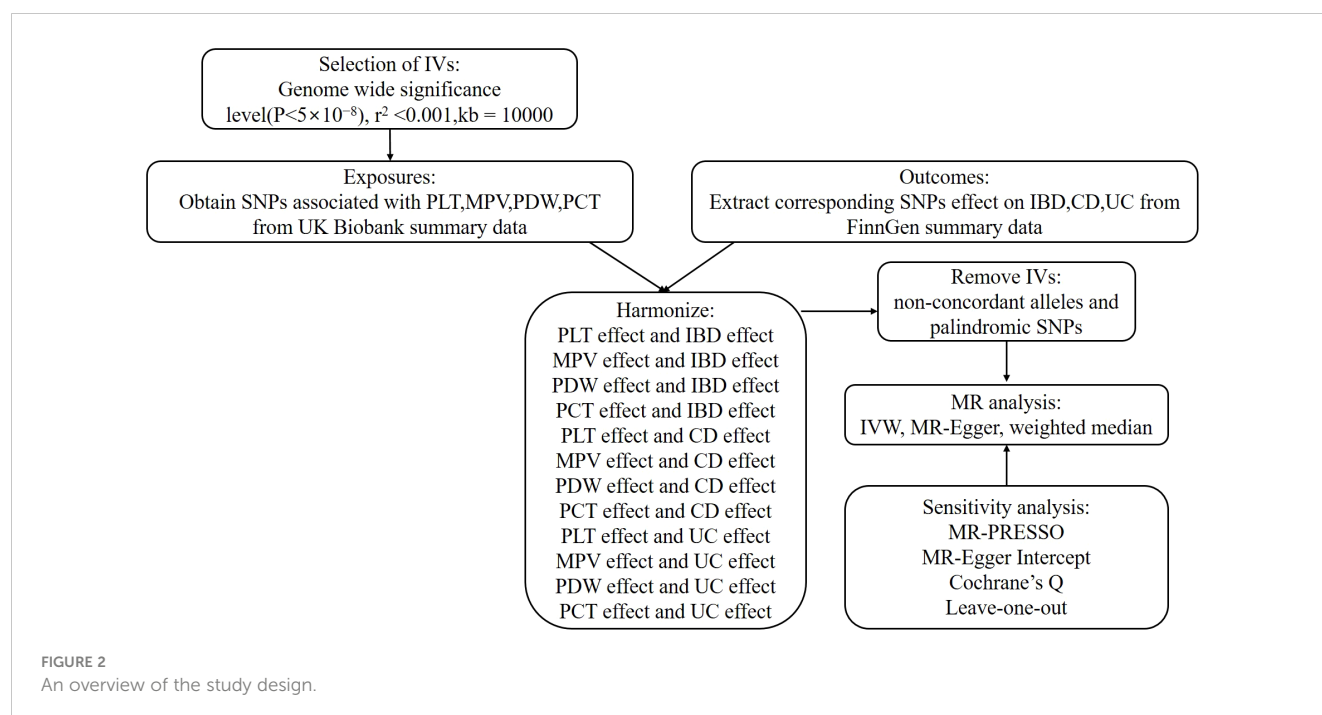 Selection of IVs:
Genome wide significance
level(P<5×10⁻⁸), r² <0.001,kb = 10000
Exposures:
Obtain SNPs associated with PLT,MPV,PDW,PCT
from UK Biobank summary data
Outcomes:
Extract corresponding SNPs effect on IBD,CD,UC from
FinnGen summary data
Harmonize:
PLT effect and IBD effect
MPV effect and IBD effect
PDW effect and IBD effect
PCT effect and IBD effect
PLT effect and CD effect
MPV effect and CD effect
PDW effect and CD effect
PCT effect and CD effect
PLT effect and UC effect
MPV effect and UC effect
PDW effect and UC effect
PCT effect and UC effect
Remove IVs:
non-concordant alleles and
palindromic SNPs
MR analysis:
IVW, MR-Egger, weighted median
Sensitivity analysis:
MR-PRESSO
MR-Egger Intercept
Cochrane's Q
Leave-one-out
FIGURE 2
An overview of the study design.